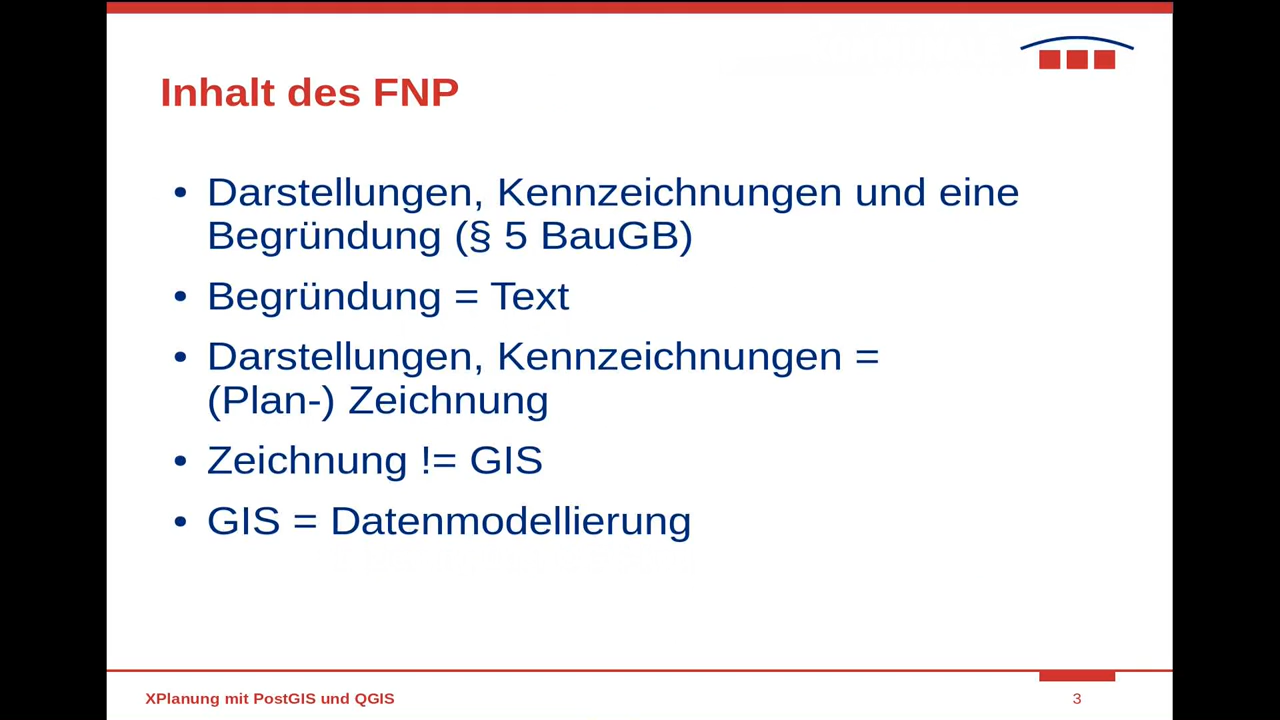 Inhalt des FNP
• Darstellungen, Kennzeichnungen und eine
Begründung (§ 5 BauGB)
• Begründung = Text
• Darstellungen, Kennzeichnungen =
(Plan-) Zeichnung
• Zeichnung != GIS
• GIS = Datenmodellierung
XPlanung mit PostGIS und QGIS
3